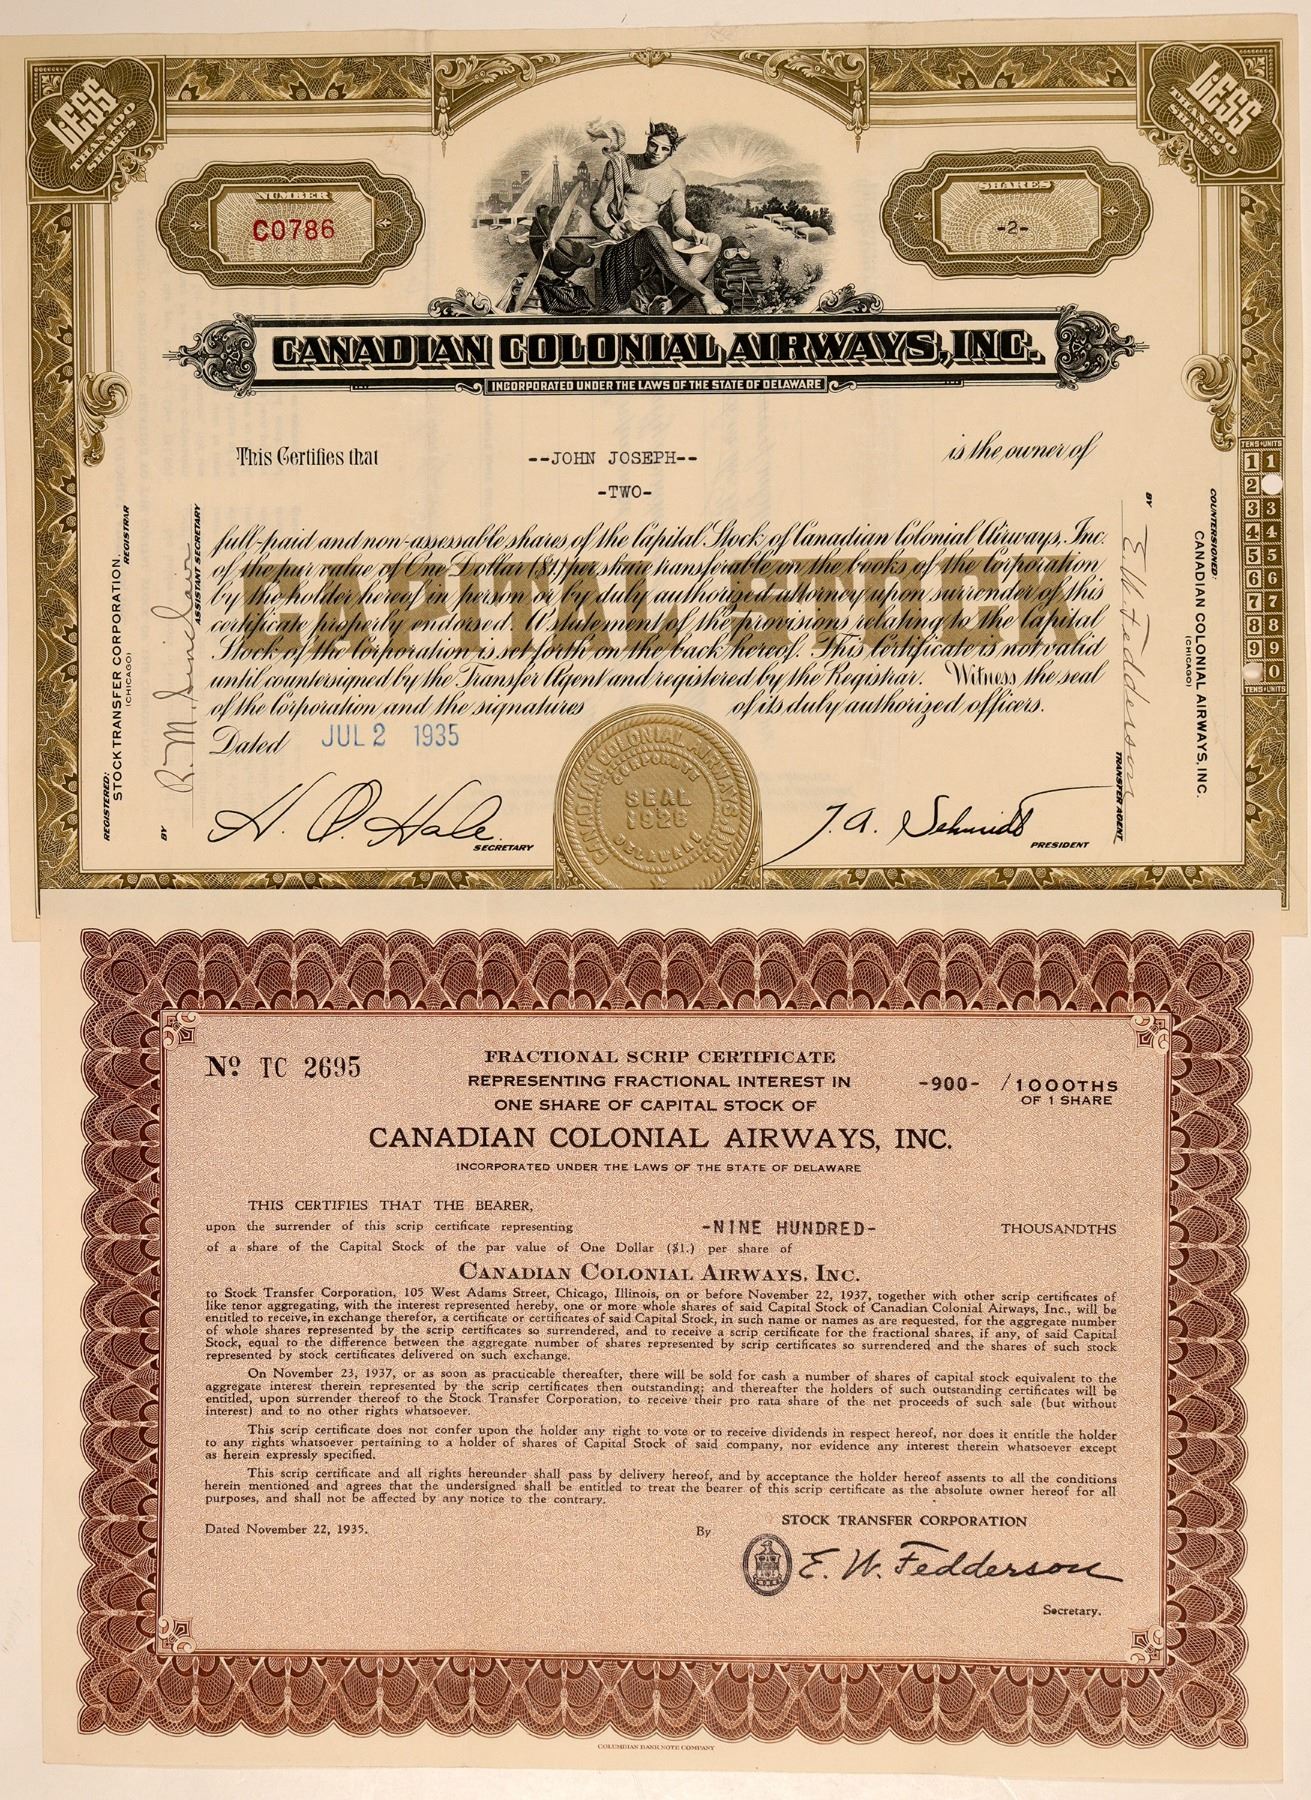 LESS
THAN 100
SHARES
LESS
THAN 100
SHARES
NUMBER
C0786
SHARES
-2-
CANADIAN COLONIAL AIRWAYS, INC.
INCORPORATED UNDER THE LAWS OF THE STATE OF DELAWARE
This Certifies that --JOHN JOSEPH-- is the owner of
-TWO-
CAPITAL STOCK
full-paid and non-assessable shares of the Capital Stock of Canadian Colonial Airways, Inc.
of the par value of One Dollar ($1) per share transferable on the books of the Corporation
by the holder hereof in person or by duly authorized attorney upon surrender of this
certificate properly endorsed. A statement of the provisions relating to the Capital
Stock of the Corporation is set forth on the back hereof. This Certificate is not valid
until countersigned by the Transfer Agent and registered by the Registrar. Witness the seal
of the Corporation and the signatures of its duly authorized officers.
Dated JUL 2 1935
H. O. Hale
SECRETARY
CANADIAN COLONIAL AIRWAYS, INC.
CORPORATE
SEAL
1928
DELAWARE
J. A. Schmidt
PRESIDENT
REGISTERED:
STOCK TRANSFER CORPORATION,
(CHICAGO)
REGISTRAR
BY R. M. Sinclair
ASSISTANT SECRETARY
COUNTERSIGNED:
CANADIAN COLONIAL AIRWAYS, INC.
(CHICAGO)
BY E. W. Fedderson
TRANSFER AGENT
TENS UNITS
1 1
2
3 3
4 4
5 5
6 6
7 7
8 8
9 9
0
TENS UNITS
No TC 2695
FRACTIONAL SCRIP CERTIFICATE
REPRESENTING FRACTIONAL INTEREST IN
ONE SHARE OF CAPITAL STOCK OF
-900- /1000THS
OF 1 SHARE
CANADIAN COLONIAL AIRWAYS, INC.
INCORPORATED UNDER THE LAWS OF THE STATE OF DELAWARE
THIS CERTIFIES THAT THE BEARER,
upon the surrender of this scrip certificate representing -NINE HUNDRED- THOUSANDTHS
of a share of the Capital Stock of the par value of One Dollar ($1.) per share of
CANADIAN COLONIAL AIRWAYS, INC.
to Stock Transfer Corporation, 105 West Adams Street, Chicago, Illinois, on or before November 22, 1937, together with other scrip certificates of
like tenor aggregating, with the interest represented hereby, one or more whole shares of said Capital Stock of Canadian Colonial Airways, Inc., will be
entitled to receive, in exchange therefor, a certificate or certificates of said Capital Stock, in such name or names as are requested, for the aggregate number
of whole shares represented by the scrip certificates so surrendered, and to receive a scrip certificate for the fractional shares, if any, of said Capital
Stock, equal to the difference between the aggregate number of shares represented by scrip certificates so surrendered and the shares of such stock
represented by stock certificates delivered on such exchange.
On November 23, 1937, or as soon as practicable thereafter, there will be sold for cash a number of shares of capital stock equivalent to the
aggregate interest therein represented by the scrip certificates then outstanding; and thereafter the holders of such outstanding certificates will be
entitled, upon surrender thereof to the Stock Transfer Corporation, to receive their pro rata share of the net proceeds of such sale (but without
interest) and to no other rights whatsoever.
This scrip certificate does not confer upon the holder any right to vote or to receive dividends in respect hereof, nor does it entitle the holder
to any rights whatsoever pertaining to a holder of shares of Capital Stock of said company, nor evidence any interest therein whatsoever except
as herein expressly specified.
This scrip certificate and all rights hereunder shall pass by delivery hereof, and by acceptance the holder hereof assents to all the conditions
herein mentioned and agrees that the undersigned shall be entitled to treat the bearer of this scrip certificate as the absolute owner hereof for all
purposes, and shall not be affected by any notice to the contrary.
STOCK TRANSFER CORPORATION
Dated November 22, 1935. By
E. W. Fedderson
Secretary.
COLUMBIAN BANK NOTE COMPANY